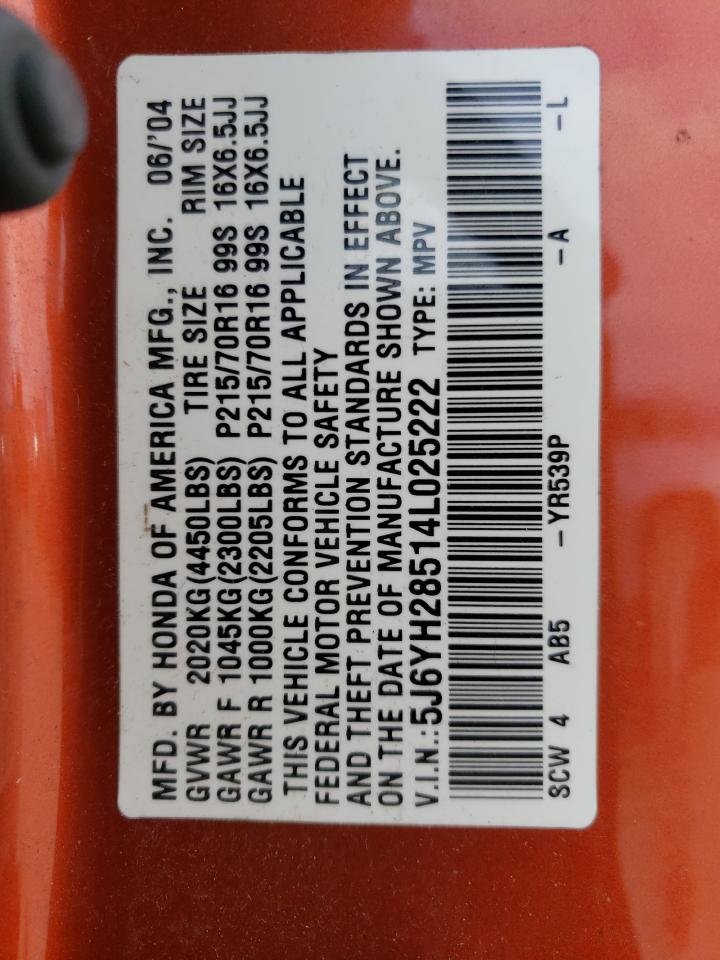 MFD. BY HONDA OF AMERICA MFG., INC. 06/'04
GVWR 2020KG(4450LBS) TIRE SIZE RIM SIZE
GAWR F 1045KG(2300LBS) P215/70R16 99S 16X6.5JJ
GAWR R 1000KG(2205LBS) P215/70R16 99S 16X6.5JJ
THIS VEHICLE CONFORMS TO ALL APPLICABLE
FEDERAL MOTOR VEHICLE SAFETY
AND THEFT PREVENTION STANDARDS IN EFFECT
ON THE DATE OF MANUFACTURE SHOWN ABOVE.
V.I.N.:5J6YH28514L025222 TYPE: MPV
SCW 4 AB5 -YR539P -A -L